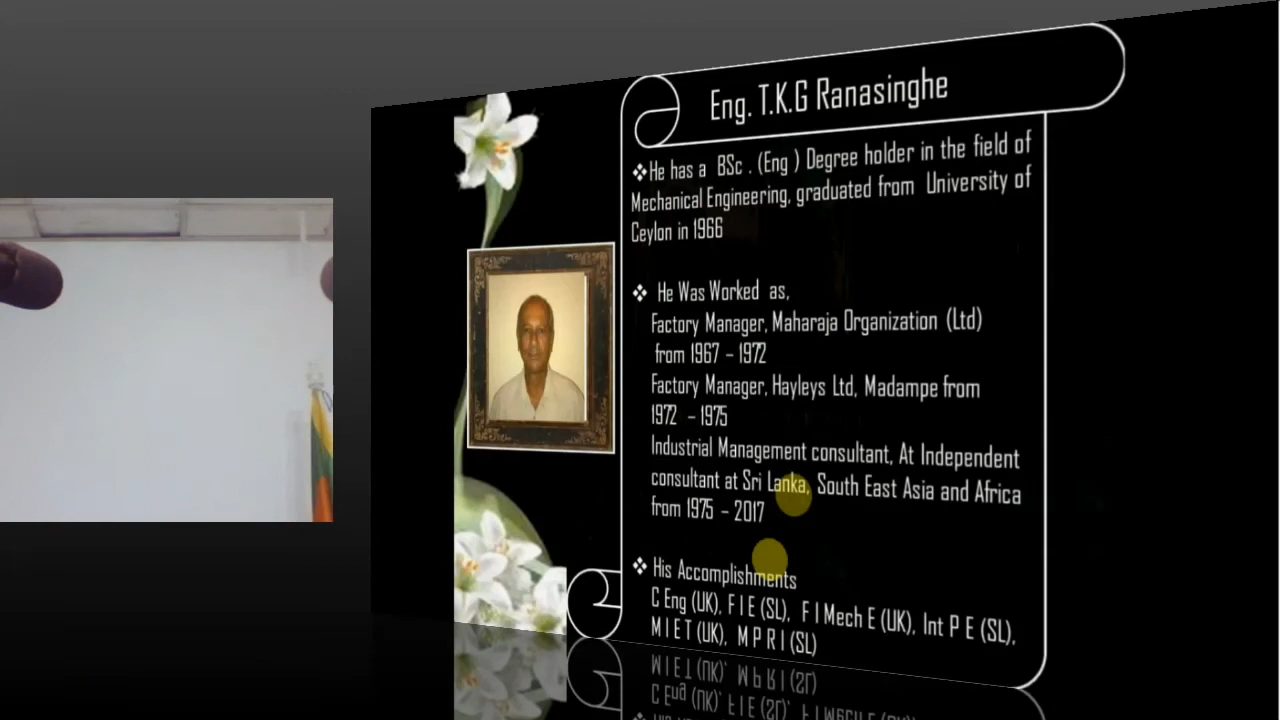 Eng. T.K.G Ranasinghe
❖He has a BSc . (Eng ) Degree holder in the field of
Mechanical Engineering, graduated from University of
Ceylon in 1966
❖ He Was Worked as,
Factory Manager, Maharaja Organization (Ltd)
from 1967 – 1972
Factory Manager, Hayleys Ltd, Madampe from
1972 – 1975
Industrial Management consultant, At Independent
consultant at Sri Lanka, South East Asia and Africa
from 1975 – 2017
❖ His Accomplishments
C Eng (UK), F I E (SL), F I Mech E (UK), Int P E (SL),
M I E T (UK), M P R I (SL)